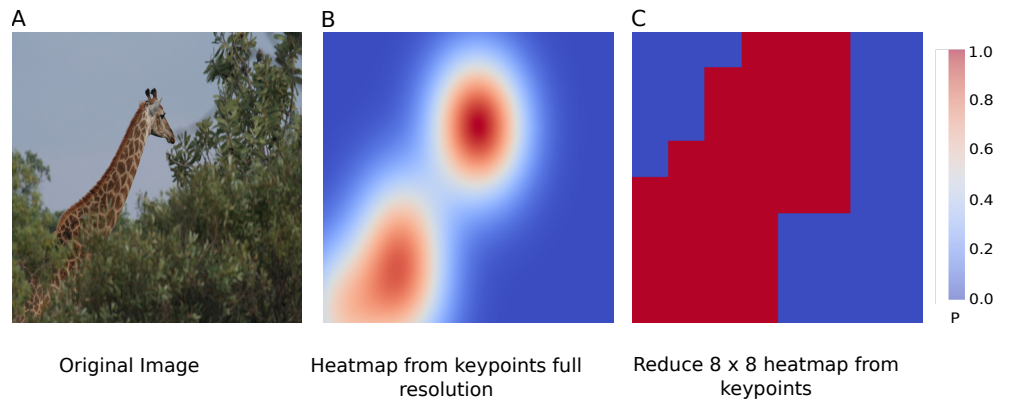 A
B
C
1.0
0.8
0.6
0.4
0.2
0.0
P
Original Image
Heatmap from keypoints full
resolution
Reduce 8 x 8 heatmap from
keypoints